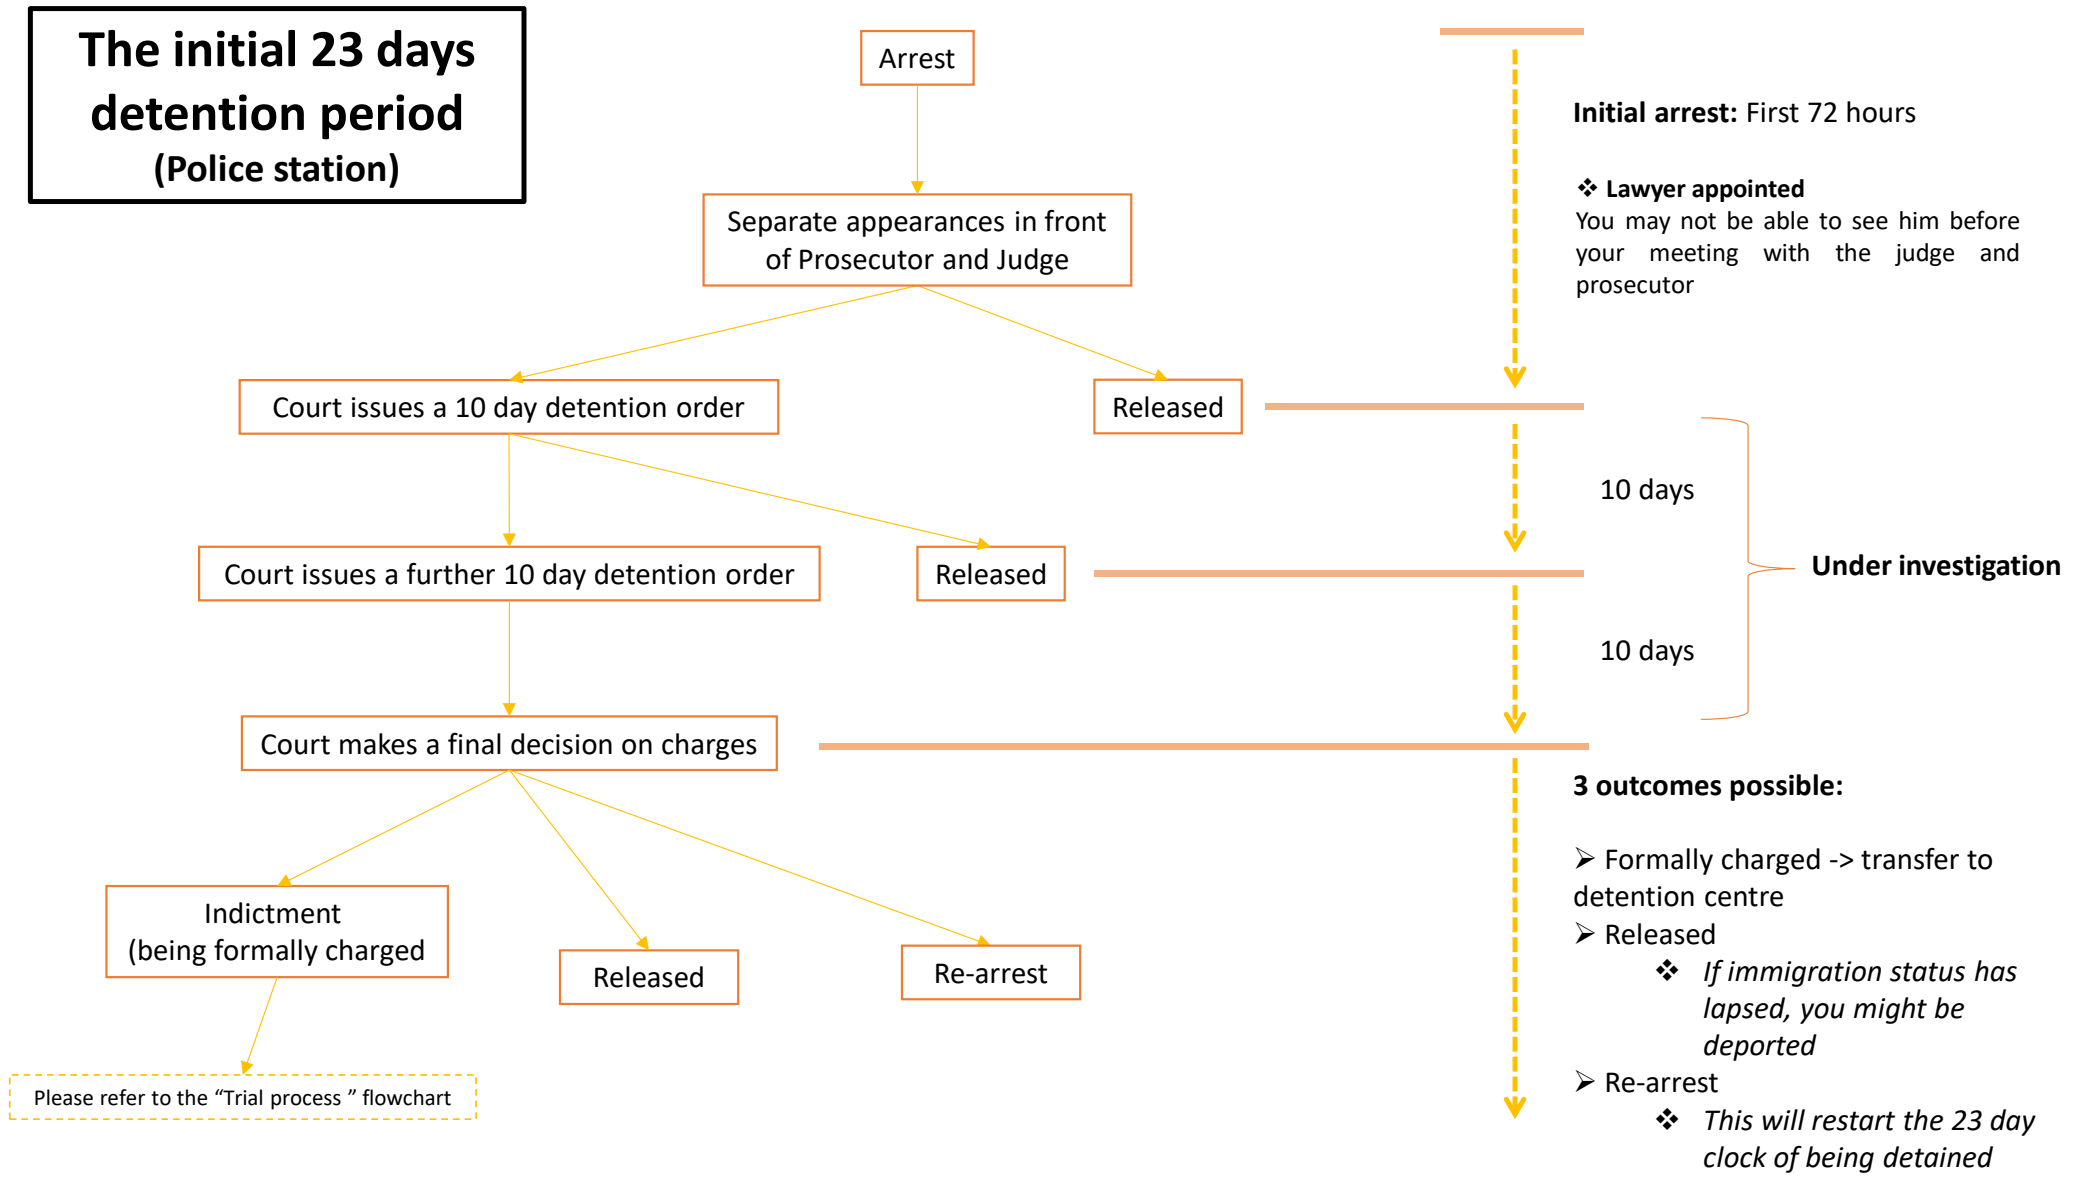 The initial 23 days
detention period
(Police station)
Arrest
Initial arrest: First 72 hours
❖ Lawyer appointed
You may not be able to see him before
your meeting with the judge and
prosecutor
Separate appearances in front
of Prosecutor and Judge
Court issues a 10 day detention order
Released
10 days
Under investigation
Court issues a further 10 day detention order
Released
10 days
Court makes a final decision on charges
3 outcomes possible:
➢ Formally charged -> transfer to
detention centre
➢ Released
❖ If immigration status has
lapsed, you might be
deported
➢ Re-arrest
❖ This will restart the 23 day
clock of being detained
Indictment
(being formally charged
Released
Re-arrest
Please refer to the “Trial process ” flowchart